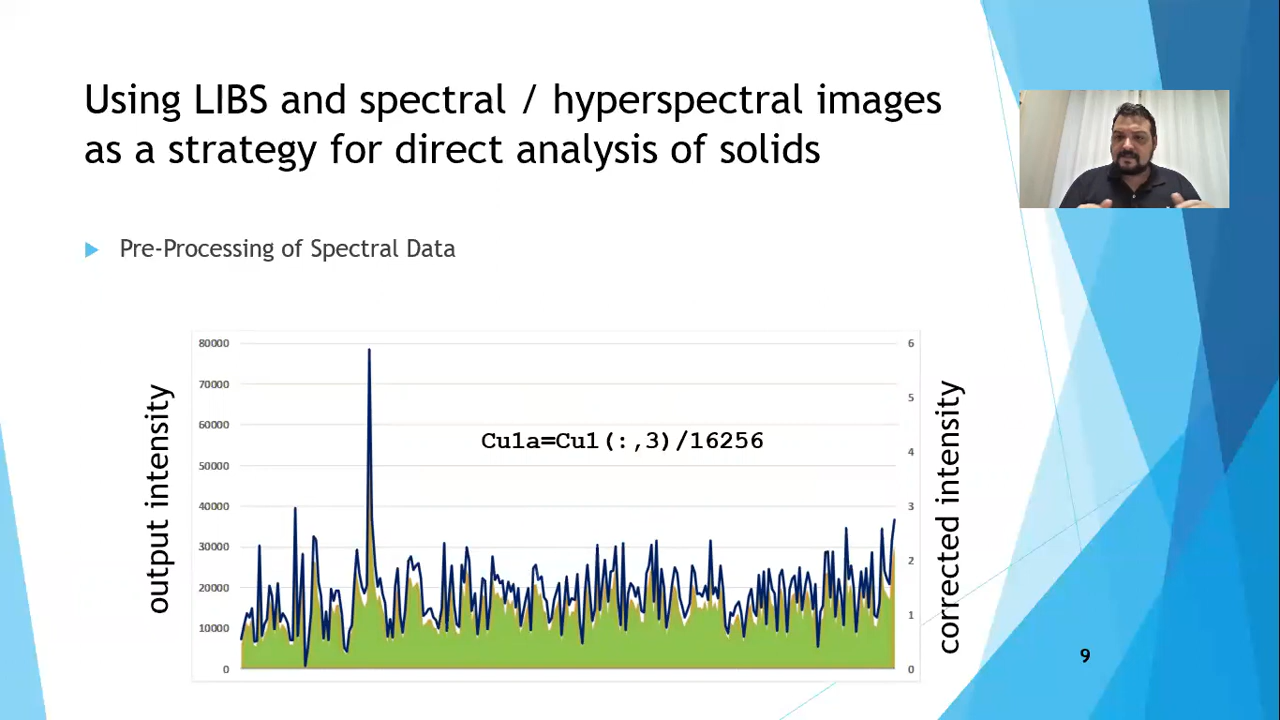 Using LIBS and spectral / hyperspectral images
as a strategy for direct analysis of solids
Pre-Processing of Spectral Data
output intensity
80000
70000
60000
50000
40000
30000
20000
10000
0
Cu1a=Cu1(:,3)/16256
6
5
4
3
2
1
0
corrected intensity
9